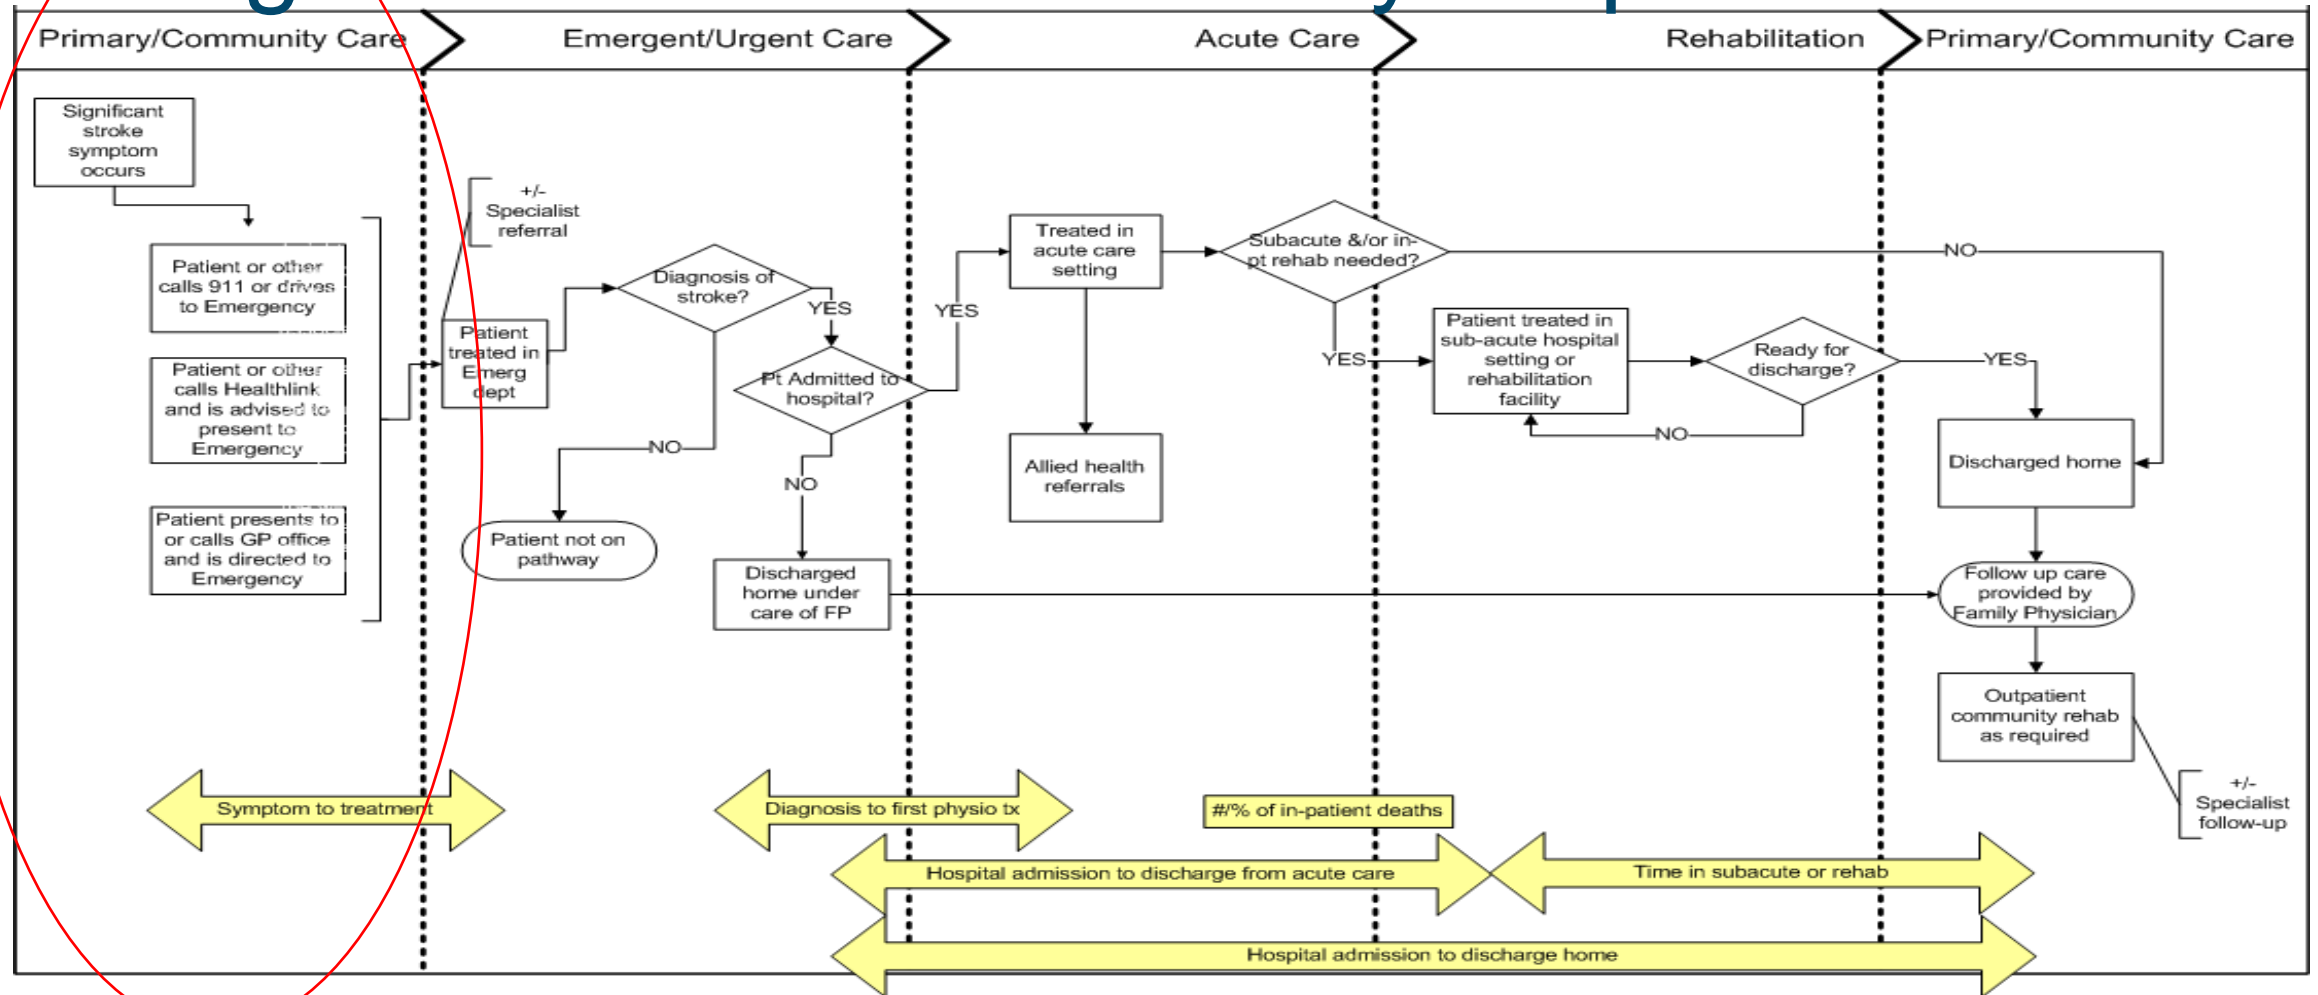 Primary/Community Care
Emergent/Urgent Care
Acute Care
Rehabilitation
Primary/Community Care
Significant
stroke
symptom
occurs
Patient or other
calls 911 or drives
to Emergency
Patient or other
calls Healthlink
and is advised to
present to
Emergency
Patient presents to
or calls GP office
and is directed to
Emergency
+/-
Specialist
referral
Patient
treated in
Emerg
dept
Diagnosis of
stroke?
YES
NO
Patient not on
pathway
Pt Admitted to
hospital?
YES
NO
Discharged
home under
care of FP
Treated in
acute care
setting
Allied health
referrals
Subacute &/or in-
pt rehab needed?
NO
YES
Patient treated in
sub-acute hospital
setting or
rehabilitation
facility
Ready for
discharge?
YES
NO
Discharged home
Follow up care
provided by
Family Physician
Outpatient
community rehab
as required
+/-
Specialist
follow-up
Symptom to treatment
Diagnosis to first physio tx
#/% of in-patient deaths
Hospital admission to discharge from acute care
Time in subacute or rehab
Hospital admission to discharge home